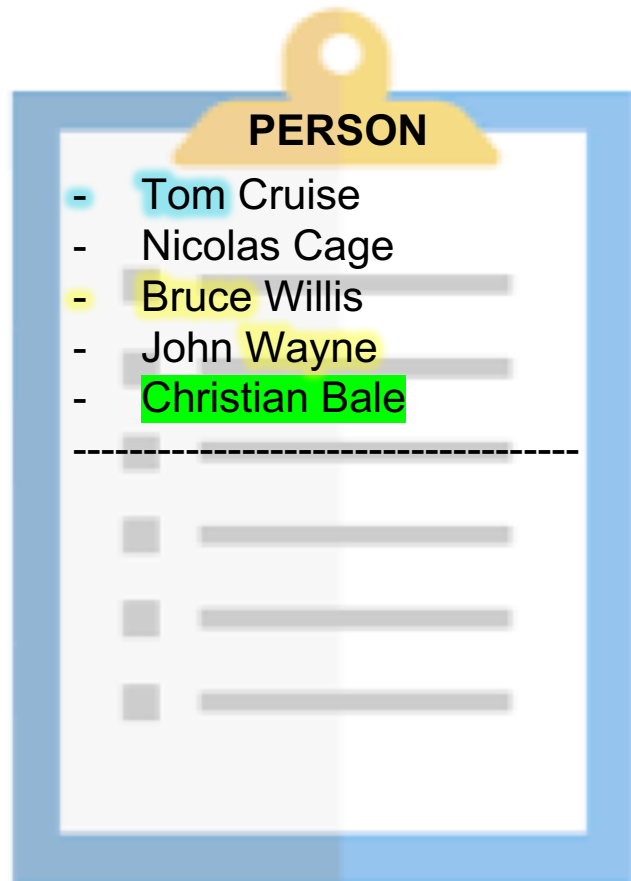 PERSON
- Tom Cruise
- Nicolas Cage
- Bruce Willis
- John Wayne
- Christian Bale
------------------------------------